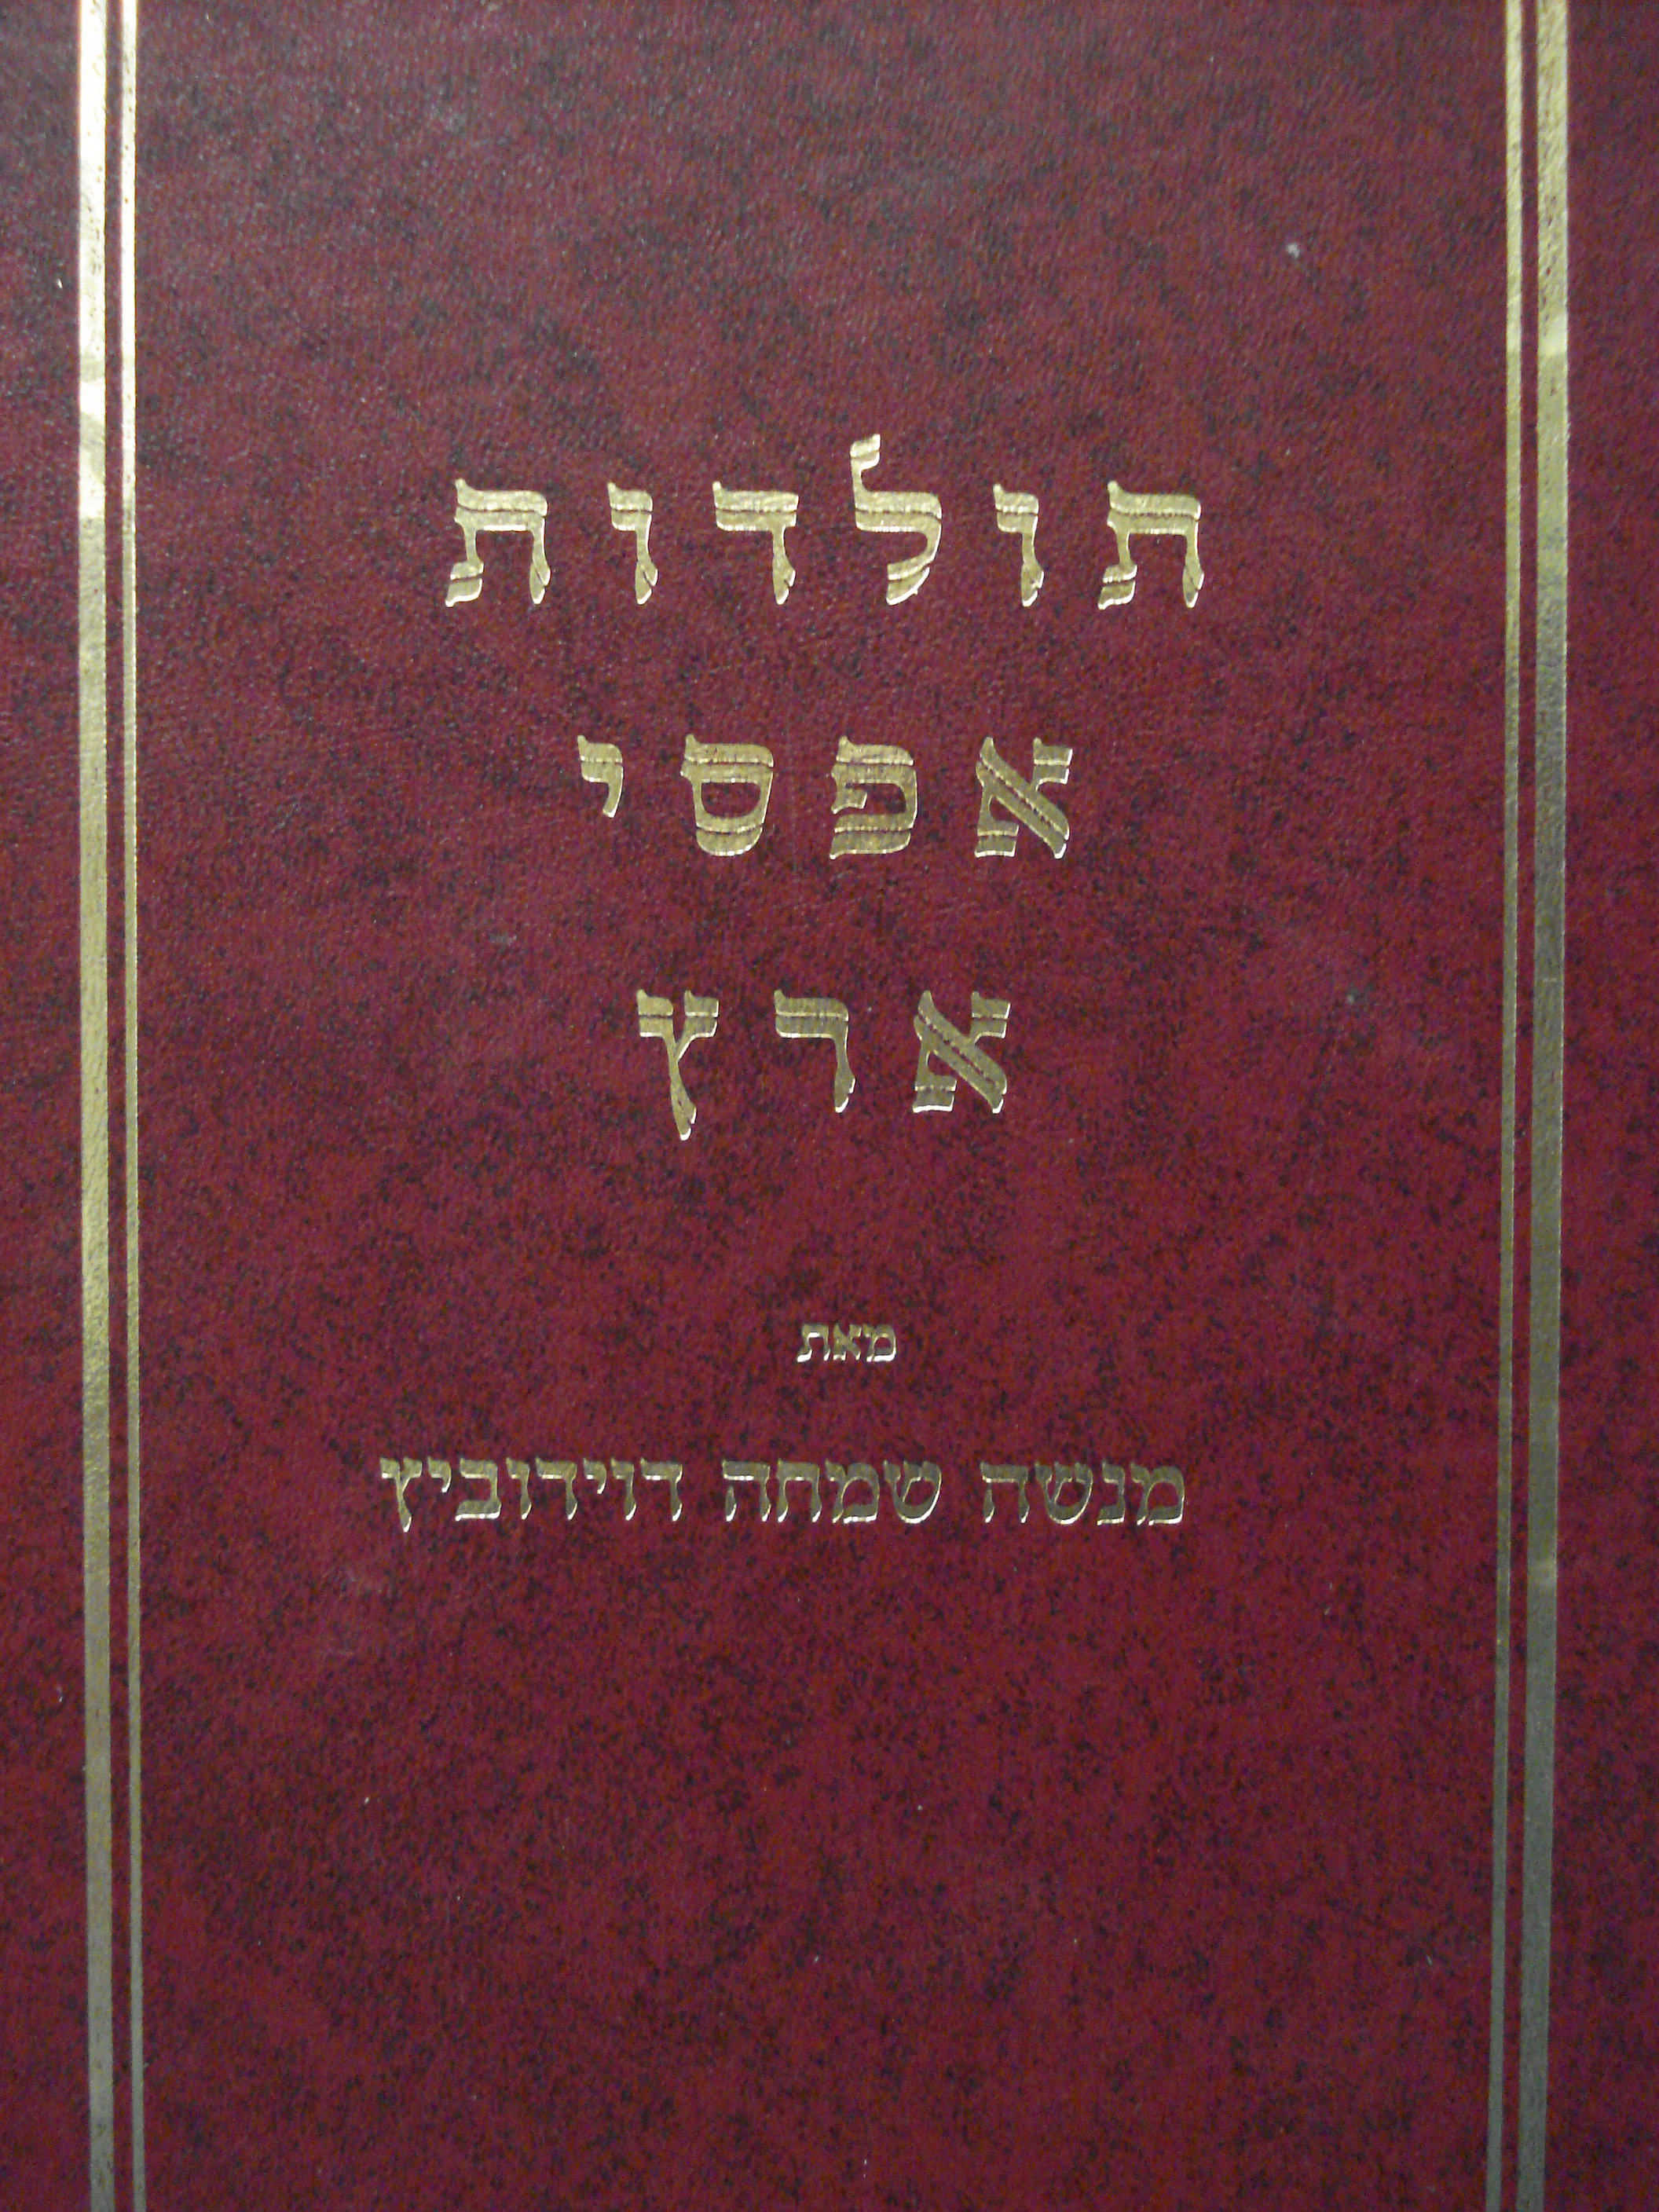 תולדות
אפסי
ארץ
מאת
מנשה שמחה דוידוביץ